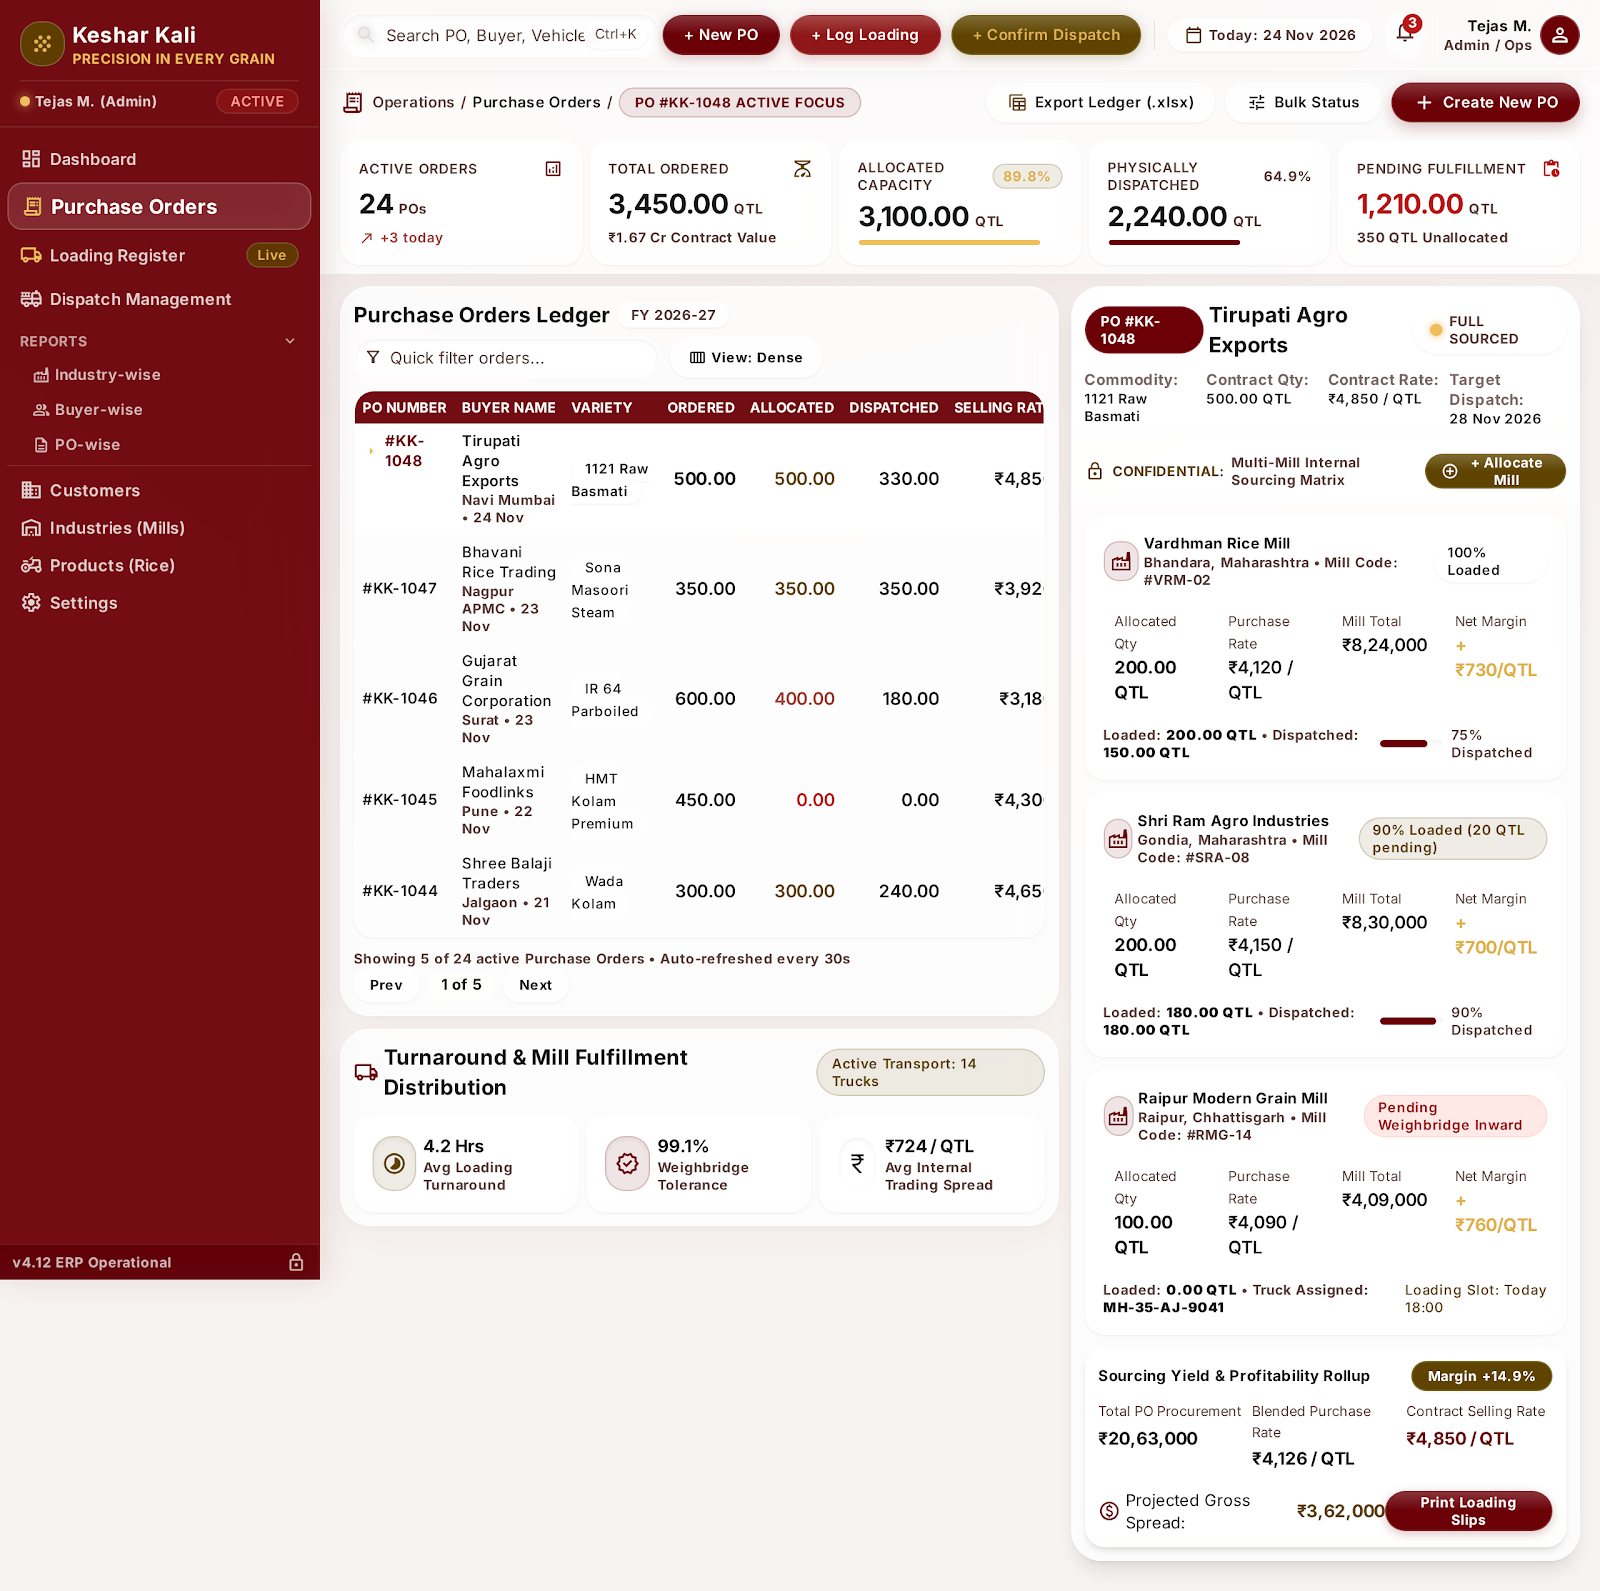 Keshar Kali
PRECISION IN EVERY GRAIN
Tejas M. (Admin)
ACTIVE
Dashboard
Purchase Orders
Loading Register
Live
Dispatch Management
REPORTS
Industry-wise
Buyer-wise
PO-wise
Customers
Industries (Mills)
Products (Rice)
Settings
v4.12 ERP Operational
Search PO, Buyer, Vehicle
Ctrl+K
+ New PO
+ Log Loading
+ Confirm Dispatch
Today: 24 Nov 2026
3
Tejas M.
Admin / Ops
Operations / Purchase Orders /
PO #KK-1048 ACTIVE FOCUS
Export Ledger (.xlsx)
Bulk Status
Create New PO
ACTIVE ORDERS
24 POs
+3 today
TOTAL ORDERED
3,450.00 QTL
₹1.67 Cr Contract Value
ALLOCATED
CAPACITY
89.8%
3,100.00 QTL
PHYSICALLY
DISPATCHED
64.9%
2,240.00 QTL
PENDING FULFILLMENT
1,210.00 QTL
350 QTL Unallocated
Purchase Orders Ledger
FY 2026-27
Quick filter orders...
View: Dense
PO NUMBER BUYER NAME VARIETY ORDERED ALLOCATED DISPATCHED SELLING RAT
#KK-
1048
Tirupati
Agro
Exports
Navi Mumbai
• 24 Nov
1121 Raw
Basmati
500.00
500.00
330.00
₹4,85
#KK-1047
Bhavani
Rice Trading
Nagpur
APMC • 23
Nov
Sona
Masoori
Steam
350.00
350.00
350.00
₹3,92
#KK-1046
Gujarat
Grain
Corporation
Surat • 23
Nov
IR 64
Parboiled
600.00
400.00
180.00
₹3,18
#KK-1045
Mahalaxmi
Foodlinks
Pune • 22
Nov
HMT
Kolam
Premium
450.00
0.00
0.00
₹4,30
#KK-1044
Shree Balaji
Traders
Jalgaon • 21
Nov
Wada
Kolam
300.00
300.00
240.00
₹4,65
Showing 5 of 24 active Purchase Orders • Auto-refreshed every 30s
Prev
1 of 5
Next
Turnaround & Mill Fulfillment
Distribution
Active Transport: 14
Trucks
4.2 Hrs
Avg Loading
Turnaround
99.1%
Weighbridge
Tolerance
₹724 / QTL
Avg Internal
Trading Spread
PO #KK-
1048
Tirupati Agro
Exports
FULL
SOURCED
Commodity:
1121 Raw
Basmati
Contract Qty:
500.00 QTL
Contract Rate:
₹4,850 / QTL
Target
Dispatch:
28 Nov 2026
CONFIDENTIAL:
Multi-Mill Internal
Sourcing Matrix
+ Allocate
Mill
Vardhman Rice Mill
Bhandara, Maharashtra • Mill Code:
#VRM-02
100%
Loaded
Allocated
Qty
200.00
QTL
Purchase
Rate
₹4,120 /
QTL
Mill Total
₹8,24,000
Net Margin
+
₹730/QTL
Loaded: 200.00 QTL • Dispatched:
150.00 QTL
75%
Dispatched
Shri Ram Agro Industries
Gondia, Maharashtra • Mill
Code: #SRA-08
90% Loaded (20 QTL
pending)
Allocated
Qty
200.00
QTL
Purchase
Rate
₹4,150 /
QTL
Mill Total
₹8,30,000
Net Margin
+
₹700/QTL
Loaded: 180.00 QTL • Dispatched:
180.00 QTL
90%
Dispatched
Raipur Modern Grain Mill
Raipur, Chhattisgarh • Mill
Code: #RMG-14
Pending
Weighbridge Inward
Allocated
Qty
100.00
QTL
Purchase
Rate
₹4,090 /
QTL
Mill Total
₹4,09,000
Net Margin
+
₹760/QTL
Loaded: 0.00 QTL • Truck Assigned:
MH-35-AJ-9041
Loading Slot: Today
18:00
Sourcing Yield & Profitability Rollup
Margin +14.9%
Total PO Procurement
₹20,63,000
Blended Purchase
Rate
₹4,126 / QTL
Contract Selling Rate
₹4,850 / QTL
Projected Gross
Spread:
₹3,62,000
Print Loading
Slips